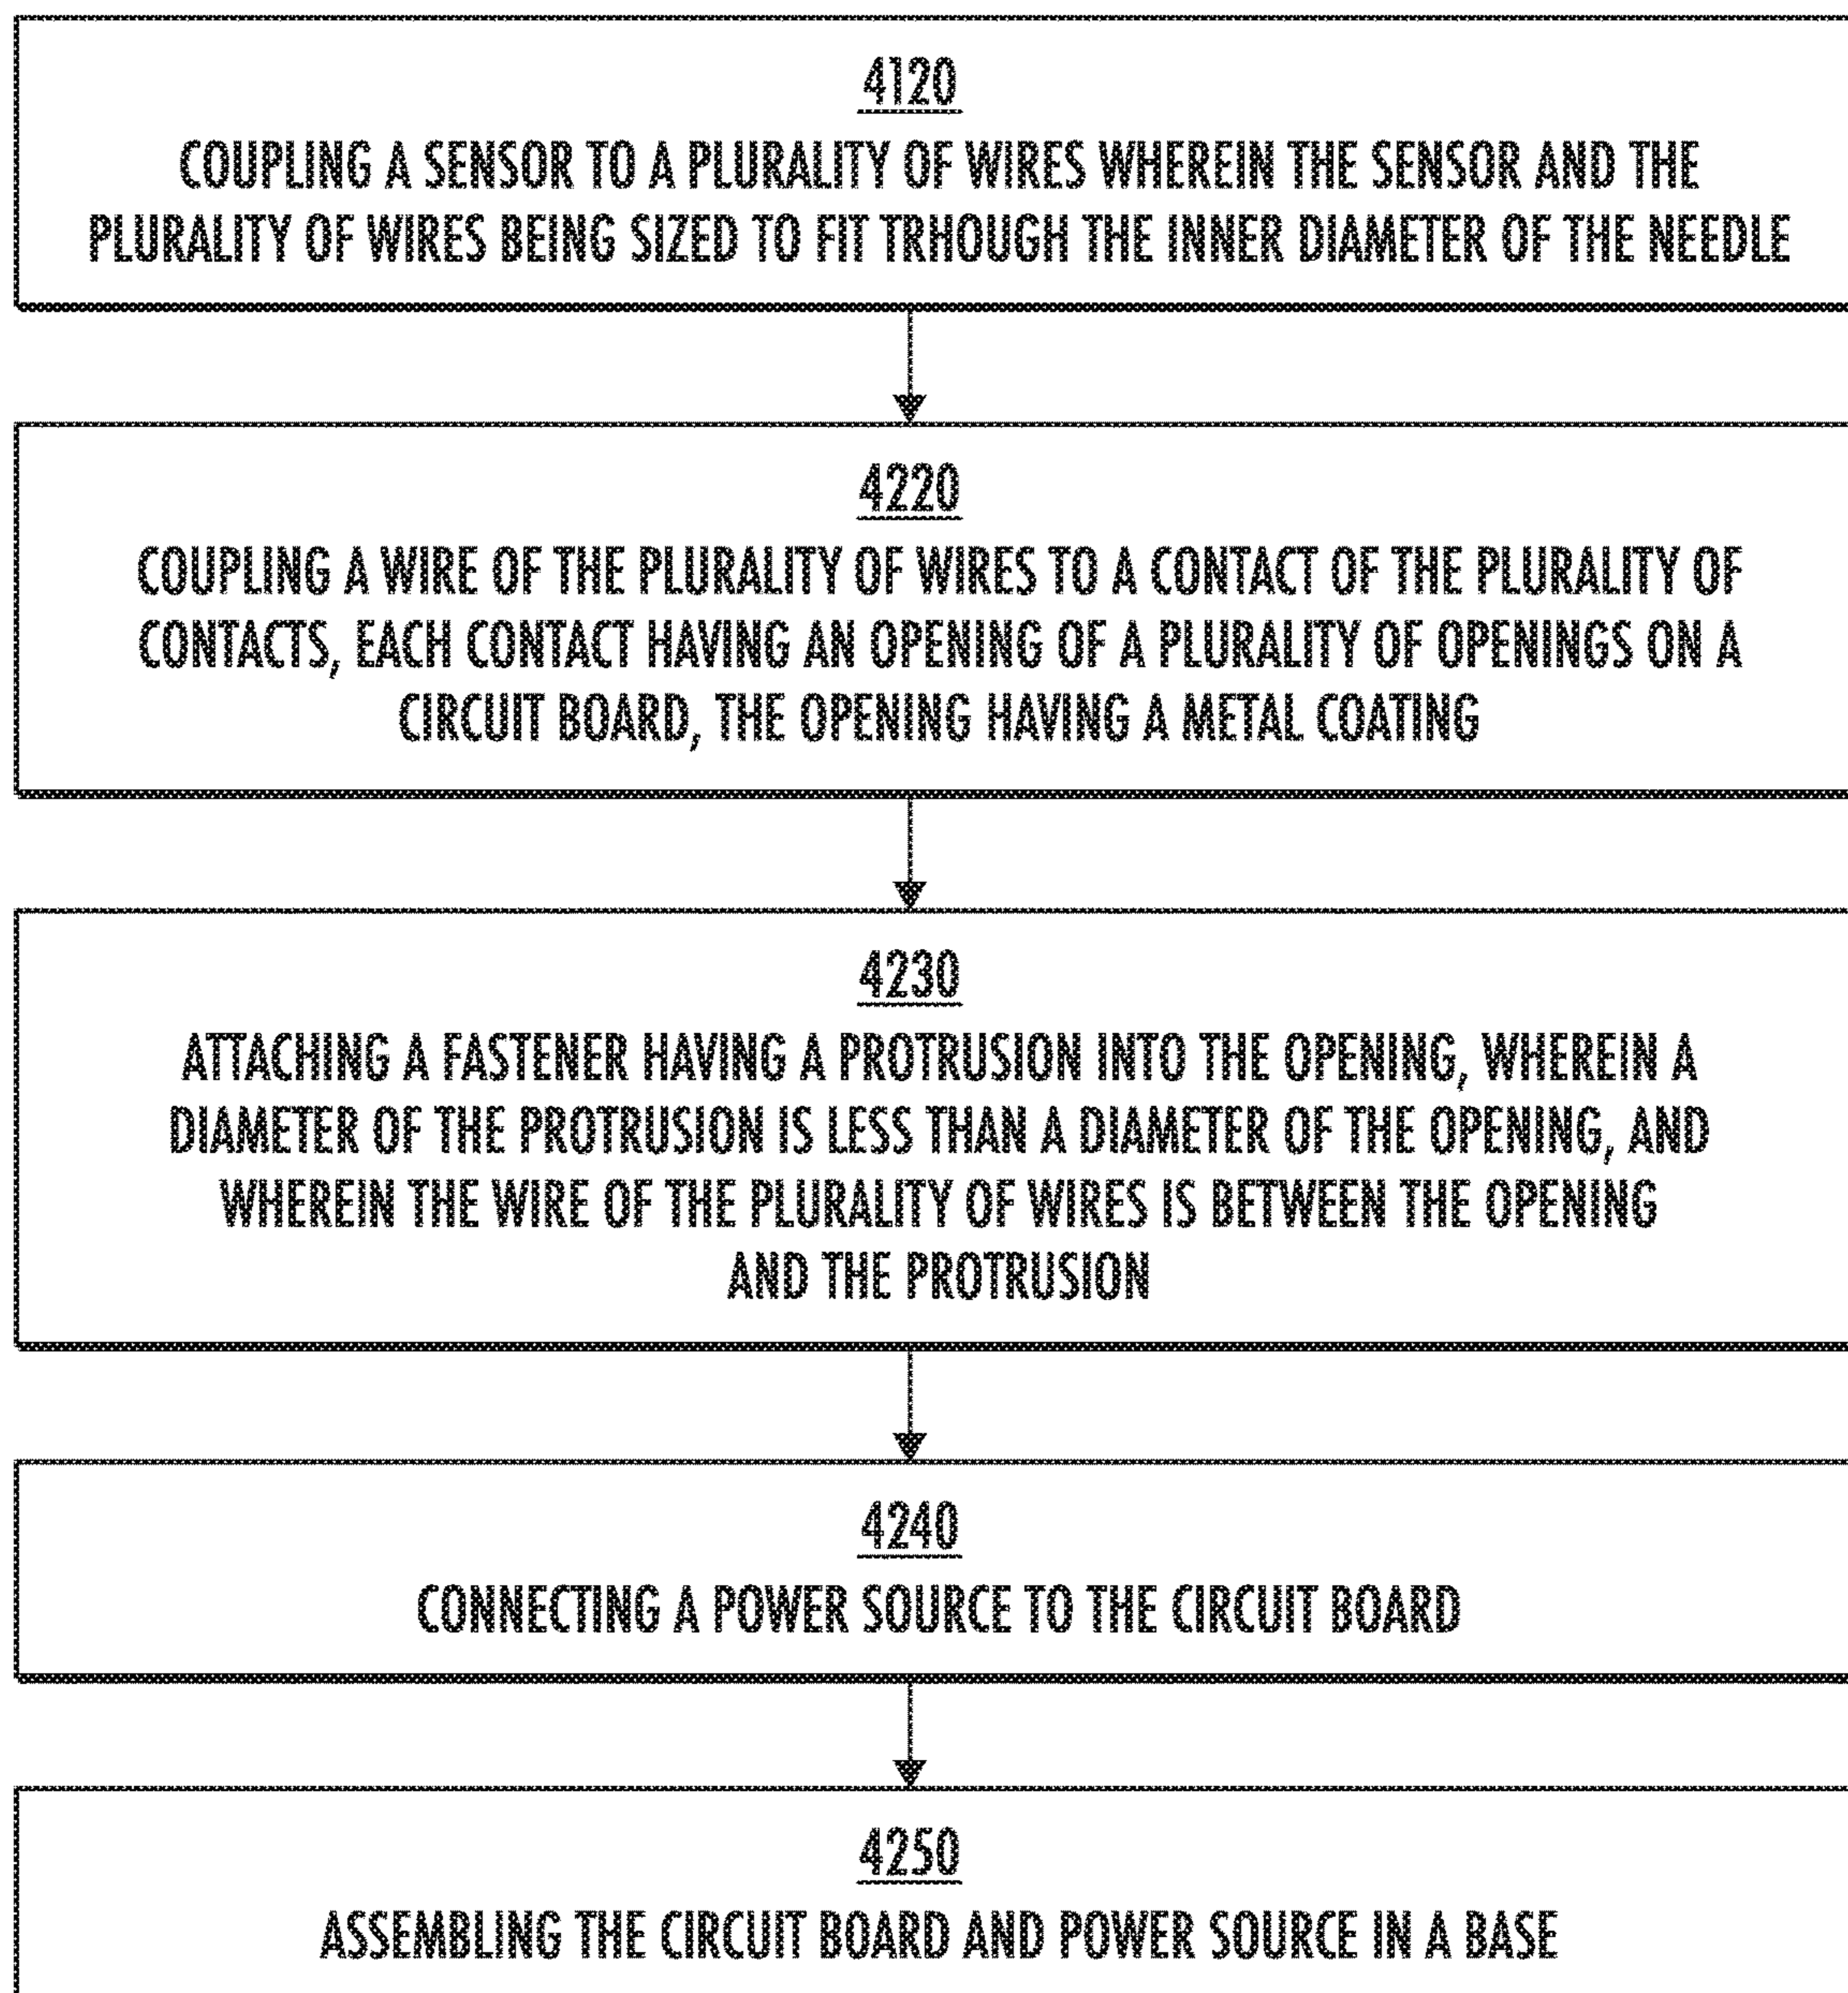 4120
COUPLING A SENSOR TO A PLURALITY OF WIRES WHEREIN THE SENSOR AND THE
PLURALITY OF WIRES BEING SIZED TO FIT TRHOUGH THE INNER DIAMETER OF THE NEEDLE
4220
COUPLING A WIRE OF THE PLURALITY OF WIRES TO A CONTACT OF THE PLURALITY OF
CONTACTS, EACH CONTACT HAVING AN OPENING OF A PLURALITY OF OPENINGS ON A
CIRCUIT BOARD, THE OPENING HAVING A METAL COATING
4230
ATTACHING A FASTENER HAVING A PROTRUSION INTO THE OPENING, WHEREIN A
DIAMETER OF THE PROTRUSION IS LESS THAN A DIAMETER OF THE OPENING, AND
WHEREIN THE WIRE OF THE PLURALITY OF WIRES IS BETWEEN THE OPENING
AND THE PROTRUSION
4240
CONNECTING A POWER SOURCE TO THE CIRCUIT BOARD
4250
ASSEMBLING THE CIRCUIT BOARD AND POWER SOURCE IN A BASE